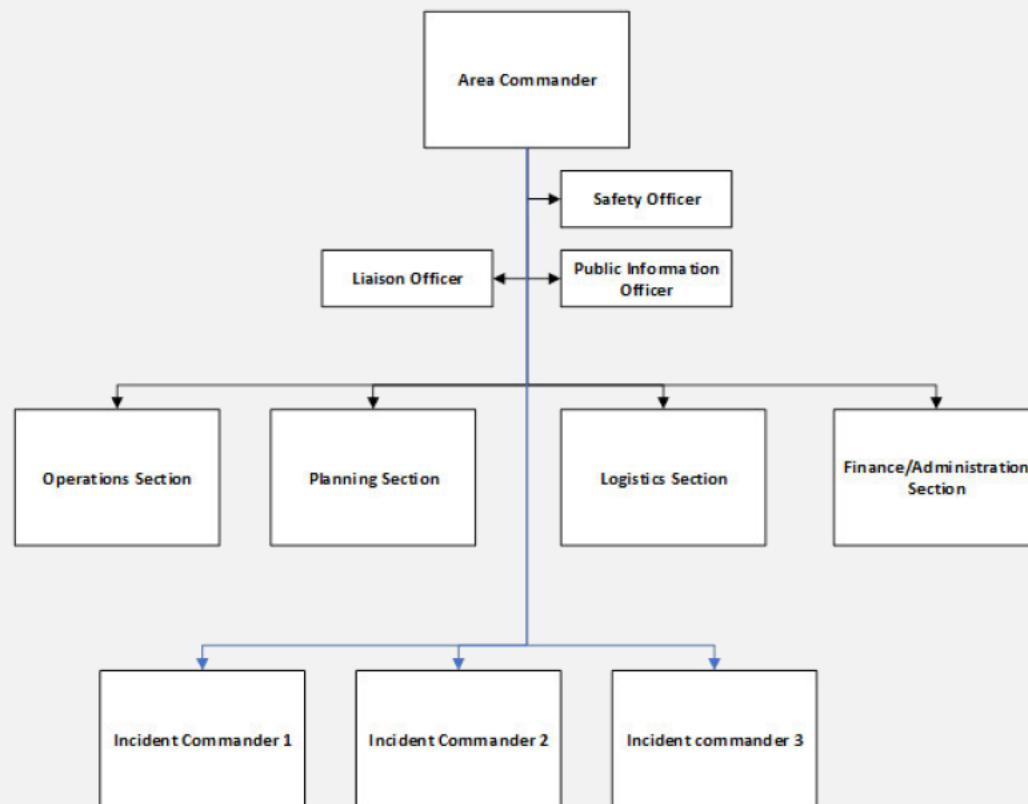 Area Commander
Safety Officer
Liaison Officer
Public Information
Officer
Operations Section
Planning Section
Logistics Section
Finance/Administration
Section
Incident Commander 1
Incident Commander 2
Incident commander 3